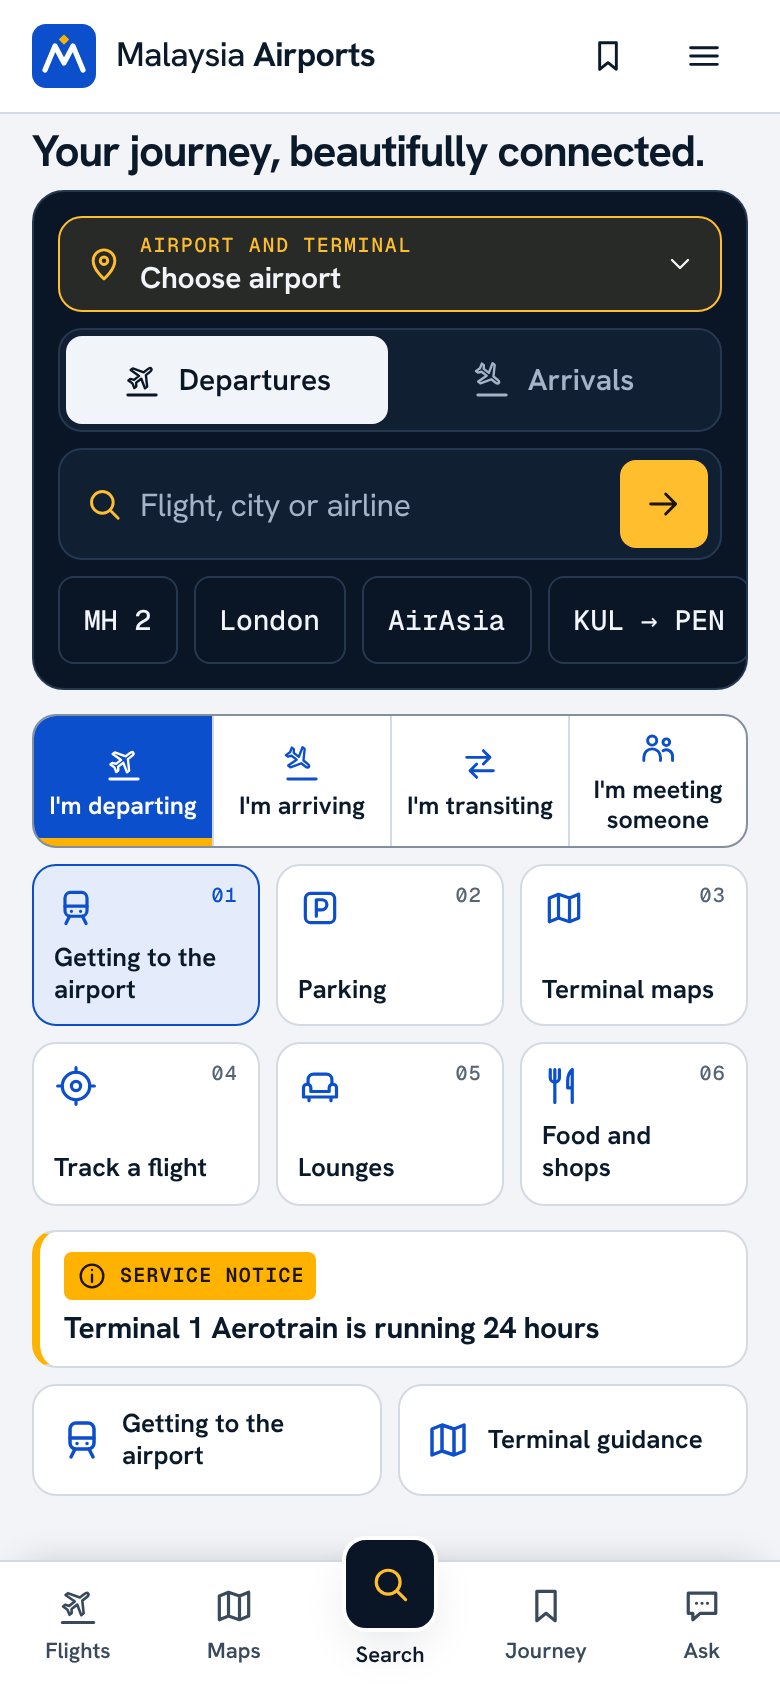 Malaysia Airports
Your journey, beautifully connected.
AIRPORT AND TERMINAL
Choose airport
Departures
Arrivals
Flight, city or airline
MH 2
London
AirAsia
KUL → PEN
I'm departing
I'm arriving
I'm transiting
I'm meeting
someone
01
Getting to the
airport
02
Parking
03
Terminal maps
04
Track a flight
05
Lounges
06
Food and
shops
SERVICE NOTICE
Terminal 1 Aerotrain is running 24 hours
Getting to the
airport
Terminal guidance
Flights
Maps
Search
Journey
Ask